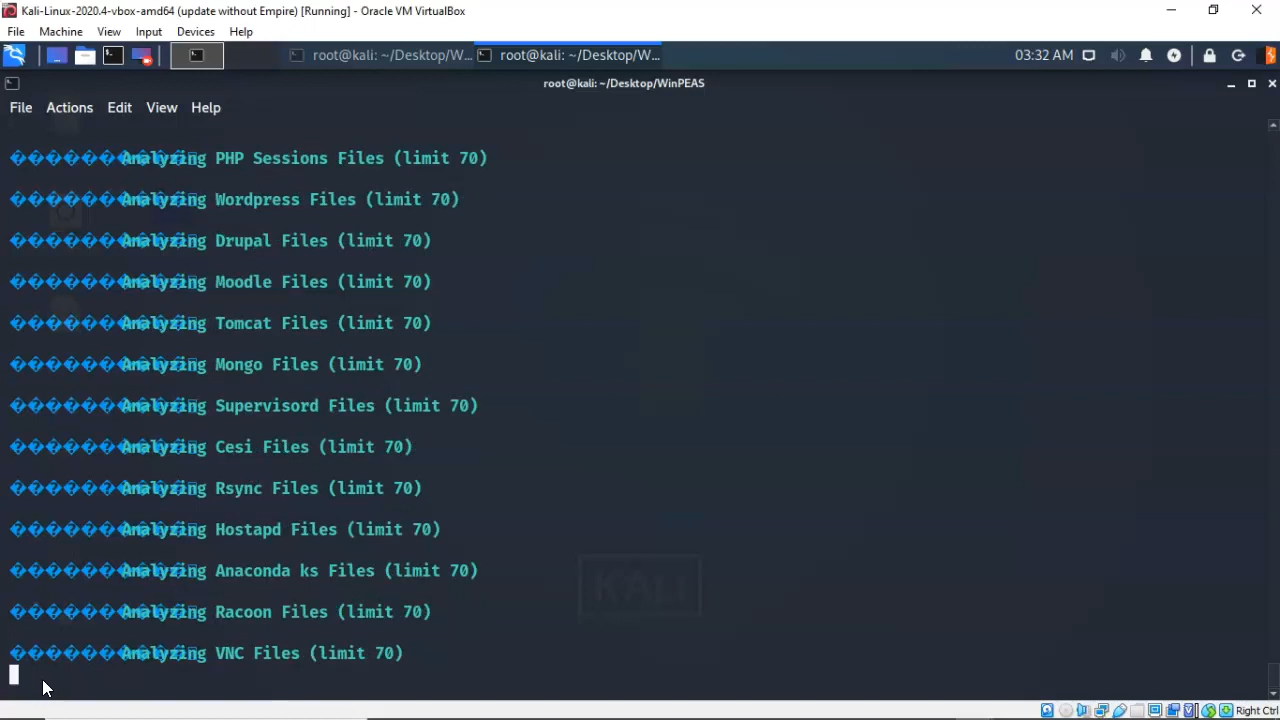 Kali-Linux-2020.4-vbox-amd64 (update without Empire) [Running] - Oracle VM VirtualBox
File Machine View Input Devices Help
root@kali: ~/Desktop/W... root@kali: ~/Desktop/W... 03:32 AM
root@kali: ~/Desktop/WinPEAS
File Actions Edit View Help
Analyzing PHP Sessions Files (limit 70)
Analyzing Wordpress Files (limit 70)
Analyzing Drupal Files (limit 70)
Analyzing Moodle Files (limit 70)
Analyzing Tomcat Files (limit 70)
Analyzing Mongo Files (limit 70)
Analyzing Supervisord Files (limit 70)
Analyzing Cesi Files (limit 70)
Analyzing Rsync Files (limit 70)
Analyzing Hostapd Files (limit 70)
Analyzing Anaconda ks Files (limit 70)
KALI
Analyzing Racoon Files (limit 70)
Analyzing VNC Files (limit 70)
Right Ctrl